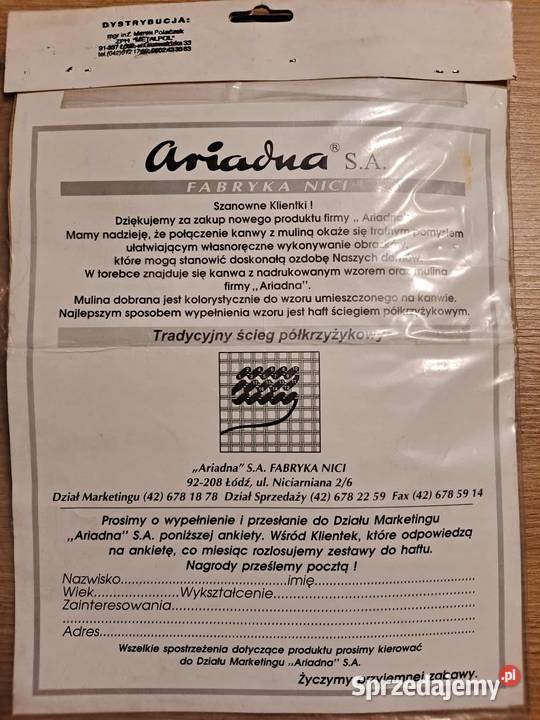 DYSTRYBUCJA:
mgr inż. Marek Polańczak
ZPH "METALPOL"
Ariadna® S.A.
FABRYKA NICI
Szanowne Klientki !
Dziękujemy za zakup nowego produktu firmy ,, Ariadna"
Mamy nadzieję, że połączenie kanwy z muliną okaże się trafnym pomysłem
ułatwiającym własnoręczne wykonywanie obrazków,
które mogą stanowić doskonałą ozdobę Naszych domów.
W torebce znajduje się kanwa z nadrukowanym wzorem oraz mulina
firmy ,,Ariadna".
Mulina dobrana jest kolorystycznie do wzoru umieszczonego na kanwie.
Najlepszym sposobem wypełnienia wzoru jest haft ściegiem półkrzyżykowym.
Tradycyjny ścieg półkrzyżykowy
„Ariadna" S.A. FABRYKA NICI
92-208 Łódź, ul. Niciarniana 2/6
Dział Marketingu (42) 678 18 78 Dział Sprzedaży (42) 678 22 59 Fax (42) 678 59 14
Prosimy o wypełnienie i przesłanie do Działu Marketingu
,,Ariadna" S.A. poniższej ankiety. Wśród Klientek, które odpowiedzą
na ankietę, co miesiąc rozlosujemy zestawy do haftu.
Nagrody prześlemy pocztą !
Nazwisko.......................................imię.....................................
Wiek....................Wykształcenie...............................................
Zainteresowania.....................................................................
....................................................................................
Adres...............................................................................
Wszelkie spostrzeżenia dotyczące produktu prosimy kierować
do Działu Marketingu ,,Ariadna" S.A.
Życzymy przyjemnej zabawy.
Sprzedajemy.pl